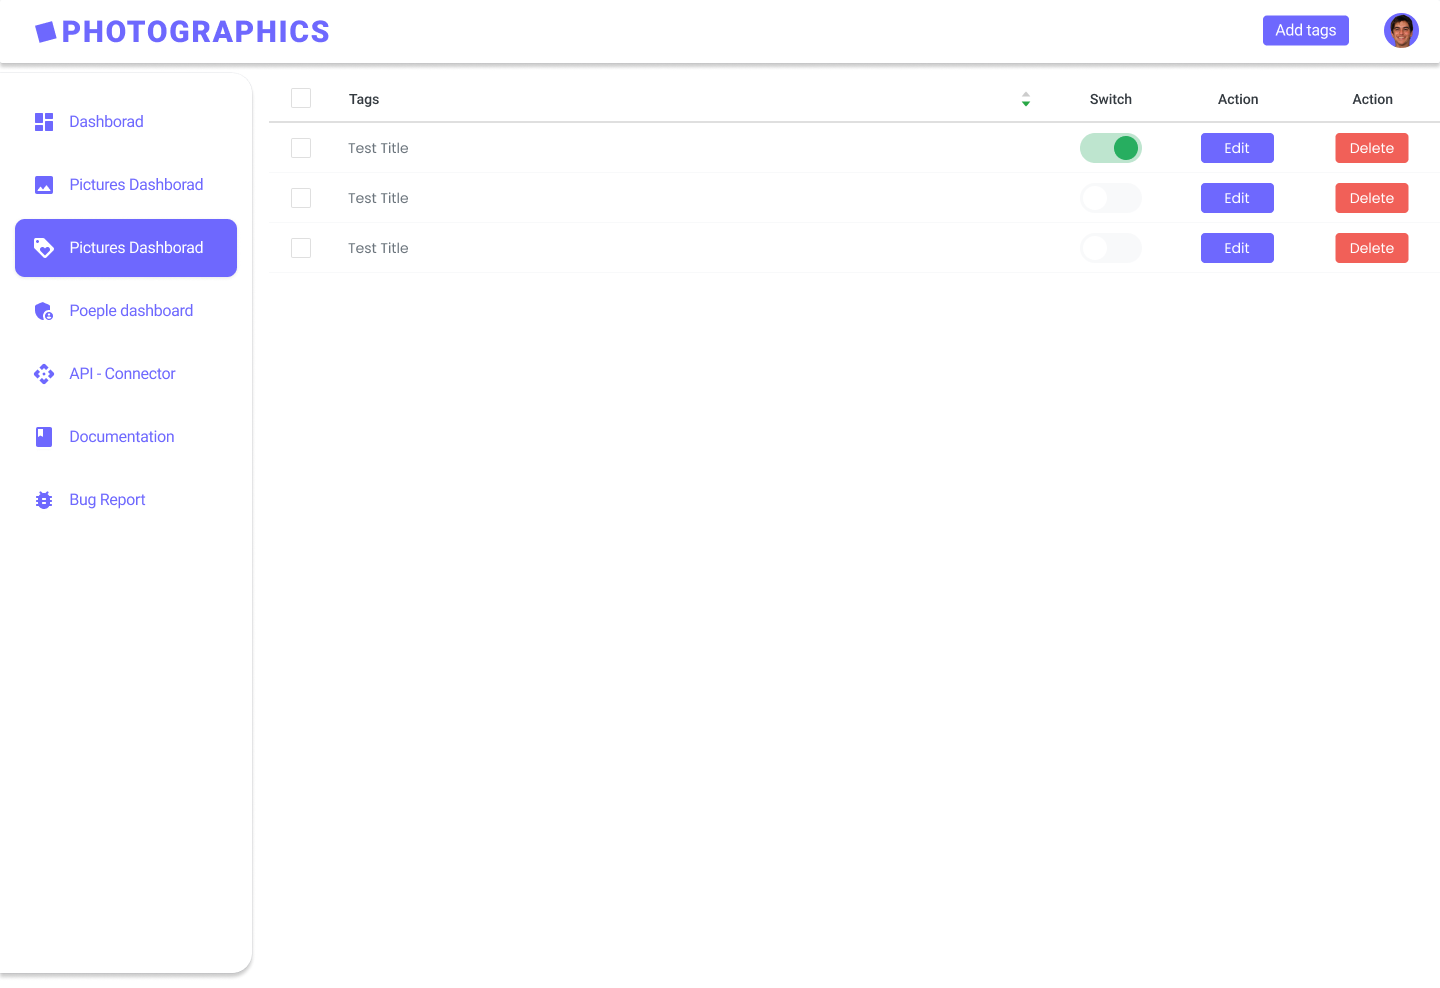 PHOTOGRAPHICS
Add tags
Dashborad
Pictures Dashborad
Pictures Dashborad
Poeple dashboard
API - Connector
Documentation
Bug Report
Tags Switch Action Action
Test Title Edit Delete
Test Title Edit Delete
Test Title Edit Delete